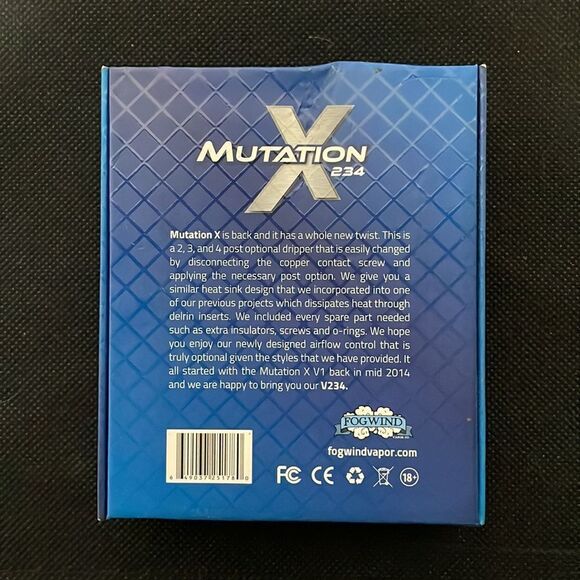 MUTATION X
234
Mutation X is back and it has a whole new twist. This is
a 2, 3, and 4 post optional dripper that is easily changed
by disconnecting the copper contact screw and
applying the necessary post option. We give you a
similar heat sink design that we incorporated into one
of our previous projects which dissipates heat through
delrin inserts. We included every spare part needed
such as extra insulators, screws and o-rings. We hope
you enjoy our newly designed airflow control that is
truly optional given the styles that we have provided. It
all started with the Mutation X V1 back in mid 2014
and we are happy to bring you our V234.
FOGWIND
fogwindvapor.com
6 49037 25178 0
FC CE 18+